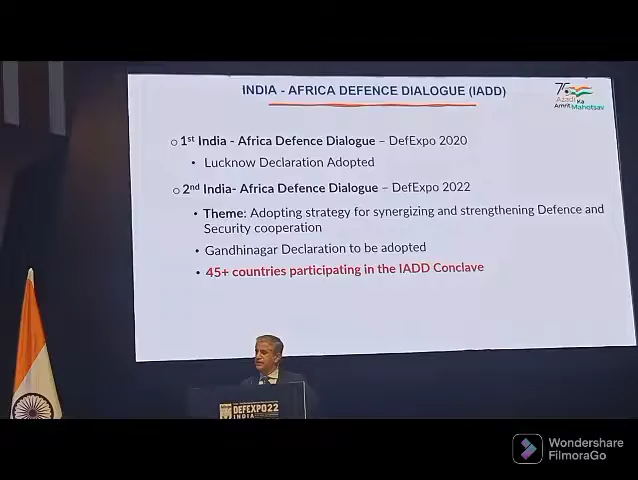 INDIA - AFRICA DEFENCE DIALOGUE (IADD)
75
Azadi Ka
Amrit Mahotsav
1st India - Africa Defence Dialogue – DefExpo 2020
• Lucknow Declaration Adopted
2nd India- Africa Defence Dialogue – DefExpo 2022
• Theme: Adopting strategy for synergizing and strengthening Defence and
Security cooperation
• Gandhinagar Declaration to be adopted
• 45+ countries participating in the IADD Conclave
DEFEXPO22
INDIA
Wondershare
FilmoraGo